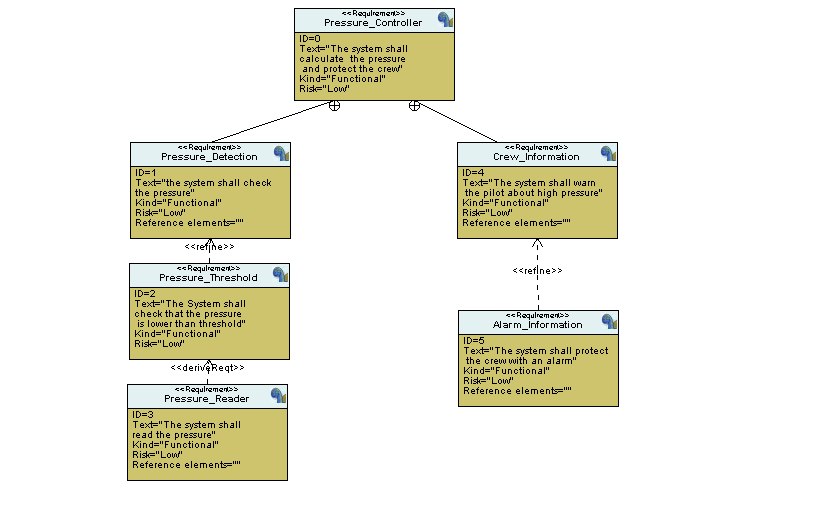 <<Requirement>>
Pressure_Controller
ID=0
Text="The system shall
calculate the pressure
and protect the crew"
Kind="Functional"
Risk="Low"
<<Requirement>>
Pressure_Detection
ID=1
Text="the system shall check
the pressure"
Kind="Functional"
Risk="Low"
Reference elements=""
<<refine>>
<<Requirement>>
Pressure_Threshold
ID=2
Text="The System shall
check that the pressure
is lower than threshold"
Kind="Functional"
Risk="Low"
<<deriveReqt>>
<<Requirement>>
Pressure_Reader
ID=3
Text="The system shall
read the pressure"
Kind="Functional"
Risk="Low"
Reference elements=""
<<Requirement>>
Crew_Information
ID=4
Text="The system shall warn
the pilot about high pressure"
Kind="Functional"
Risk="Low"
Reference elements=""
<<refine>>
<<Requirement>>
Alarm_Information
ID=5
Text="The system shall protect
the crew with an alarm"
Kind="Functional"
Risk="Low"
Reference elements=""